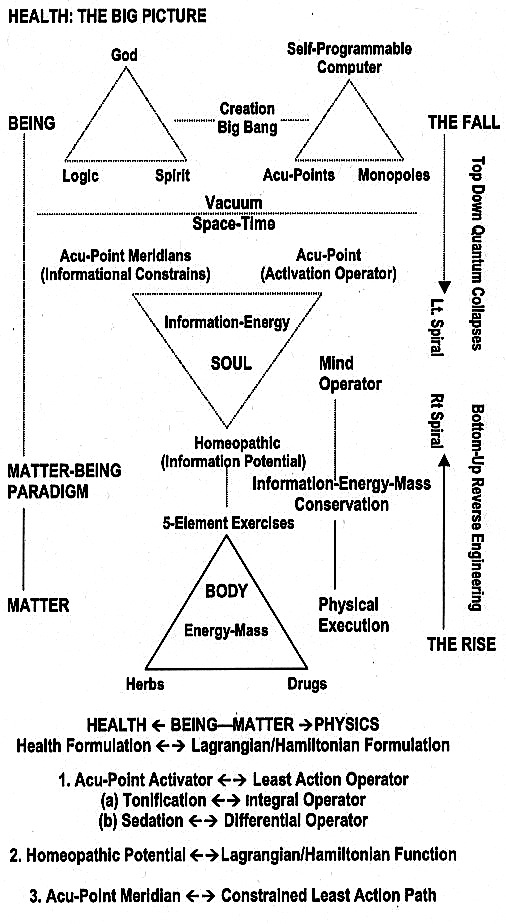 HEALTH: THE BIG PICTURE
God
Self-Programmable
Computer
BEING
Creation
Big Bang
THE FALL
Logic
Spirit
Acu-Points
Monopoles
Vacuum
Space-Time
Top Down Quantum Collapses
Acu-Point Meridians
(Informational Constrains)
Acu-Point
(Activation Operator)
Information-Energy
SOUL
Lt. Spiral
Mind
Operator
Rt Spiral
Bottom-Up Reverse Engineering
Homeopathic
(Information Potential)
MATTER-BEING
PARADIGM
Information-Energy-Mass
Conservation
5-Element Exercises
BODY
Energy-Mass
MATTER
Physical
Execution
THE RISE
Herbs
Drugs
HEALTH ← BEING—MATTER → PHYSICS
Health Formulation ←→ Lagrangian/Hamiltonian Formulation
1. Acu-Point Activator ←→ Least Action Operator
(a) Tonification ←→ Integral Operator
(b) Sedation ←→ Differential Operator
2. Homeopathic Potential ←→ Lagrangian/Hamiltonian Function
3. Acu-Point Meridian ←→ Constrained Least Action Path